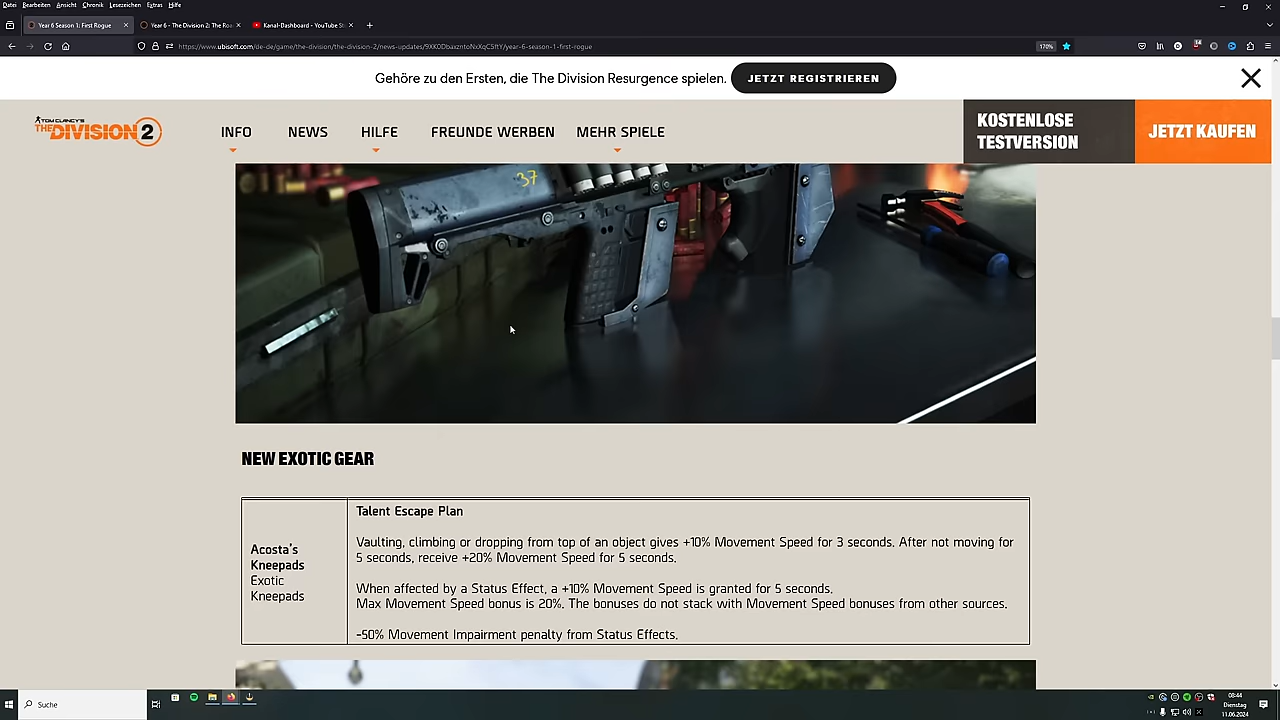 Datei Bearbeiten Ansicht Chronik Lesezeichen Extras Hilfe
Year 6 Season 1: First Rogue
Year 6 - The Division 2: The Roa
Kanal-Dashboard - YouTube St
https://www.ubisoft.com/de-de/game/the-division/the-division-2/news-updates/9XK0DbaxzntoNxXqC5ftY/year-6-season-1-first-rogue
170%
Gehöre zu den Ersten, die The Division Resurgence spielen.
JETZT REGISTRIEREN
TOM CLANCY'S
THE DIVISION 2
INFO
NEWS
HILFE
FREUNDE WERBEN
MEHR SPIELE
KOSTENLOSE
TESTVERSION
JETZT KAUFEN
37
NEW EXOTIC GEAR
Acosta's
Kneepads
Exotic
Kneepads
Talent Escape Plan
Vaulting, climbing or dropping from top of an object gives +10% Movement Speed for 3 seconds. After not moving for
5 seconds, receive +20% Movement Speed for 5 seconds.
When affected by a Status Effect, a +10% Movement Speed is granted for 5 seconds.
Max Movement Speed bonus is 20%. The bonuses do not stack with Movement Speed bonuses from other sources.
-50% Movement Impairment penalty from Status Effects.
Suche
08:44
Dienstag
11.06.2024